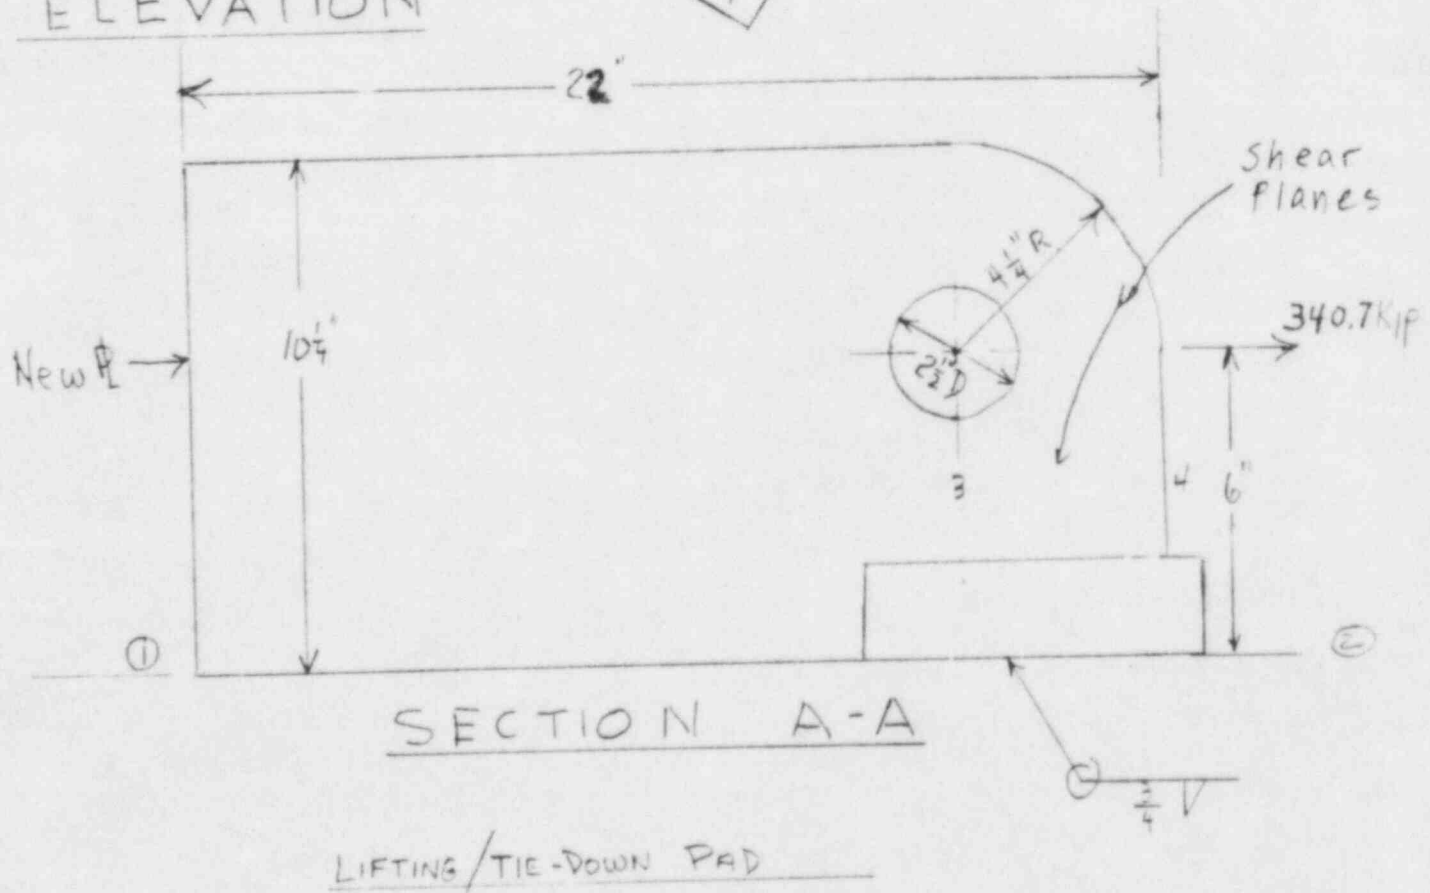 ELEVATION
22"
Shear
Planes
4 1/4" R
340.7 Kip
10 1/4"
New ℄
2 1/2" D
3
4
6"
①
②
SECTION A-A
3/4
LIFTING/TIE-DOWN PAD